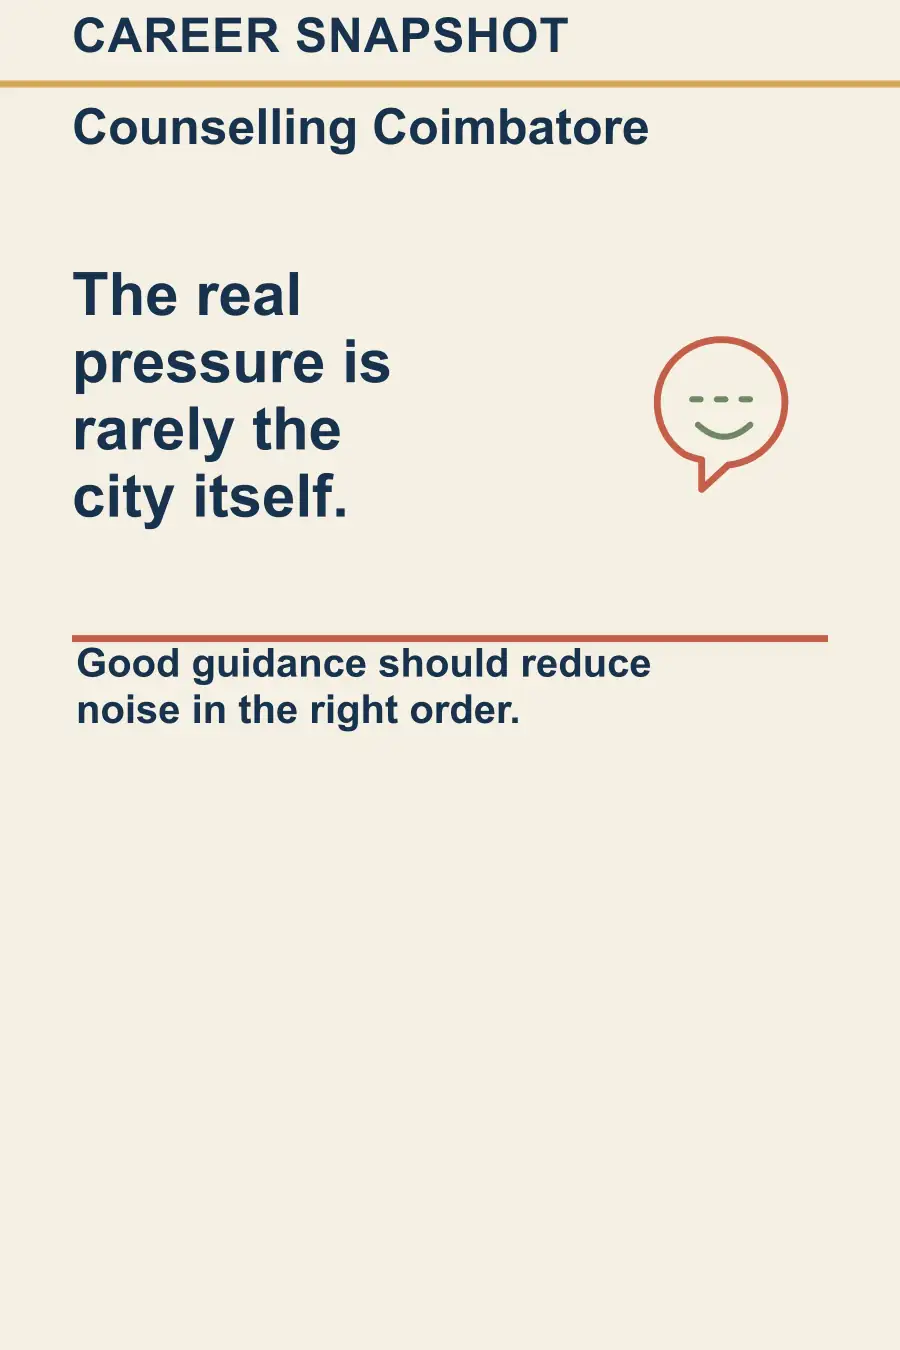 CAREER SNAPSHOT
Counselling Coimbatore
The real
pressure is
rarely the
city itself.
Good guidance should reduce
noise in the right order.